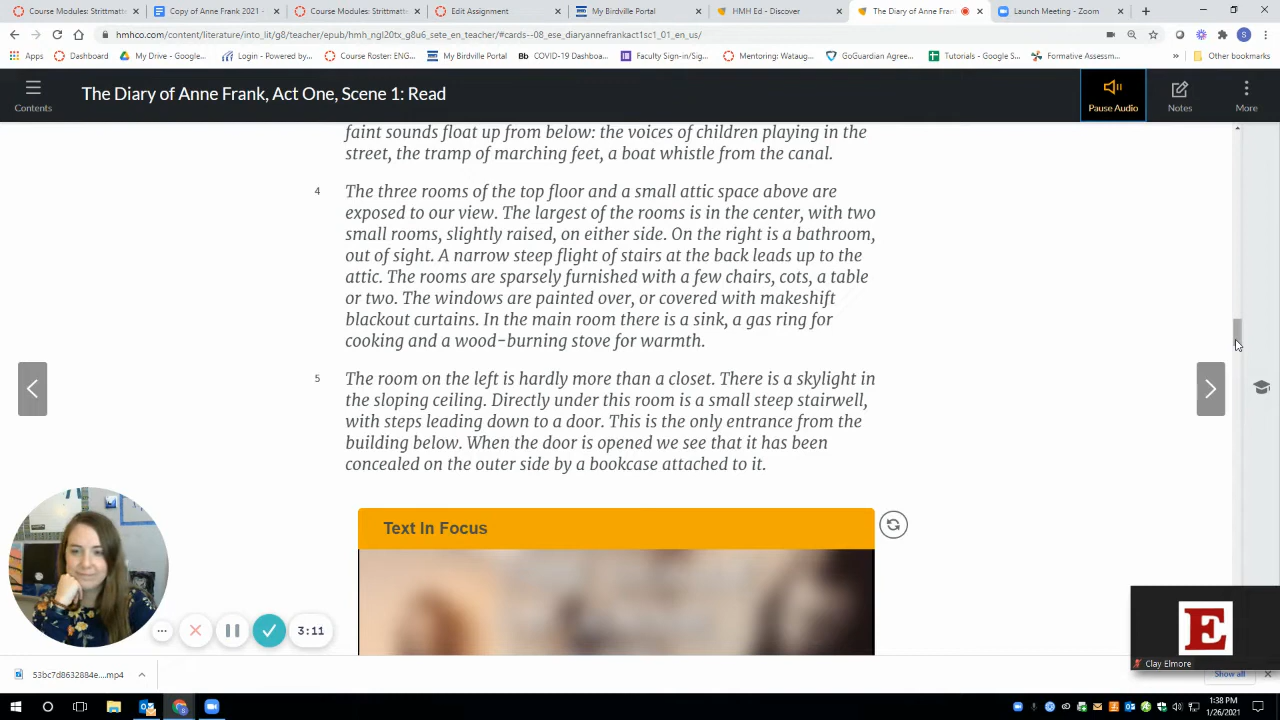 Course Modules: Strittmatte
Copy of Anne Frank 2021 -
Course Modules: Strittmatte
Edit Assignment
My Birdville Portal
HMH Ed - Discover
The Diary of Anne Fran
Launch Meeting - Zoom
hmhco.com/content/literature/into_lit/g8/teacher/epub/hmh_ngl20tx_g8u6_sete_en_teacher/#cards--08_ese_diaryannefrankact1sc1_01_en_us/
Apps
Dashboard
My Drive - Google...
Login - Powered by...
Course Roster: ENG...
My Birdville Portal
Bb COVID-19 Dashboa...
Faculty Sign-in/Sig...
Mentoring: Wataug...
GoGuardian Agree...
Tutorials - Google S...
Formative Assessm...
Other bookmarks
Contents
The Diary of Anne Frank, Act One, Scene 1: Read
Pause Audio
Notes
More
faint sounds float up from below: the voices of children playing in the
street, the tramp of marching feet, a boat whistle from the canal.
4 The three rooms of the top floor and a small attic space above are
exposed to our view. The largest of the rooms is in the center, with two
small rooms, slightly raised, on either side. On the right is a bathroom,
out of sight. A narrow steep flight of stairs at the back leads up to the
attic. The rooms are sparsely furnished with a few chairs, cots, a table
or two. The windows are painted over, or covered with makeshift
blackout curtains. In the main room there is a sink, a gas ring for
cooking and a wood-burning stove for warmth.
5 The room on the left is hardly more than a closet. There is a skylight in
the sloping ceiling. Directly under this room is a small steep stairwell,
with steps leading down to a door. This is the only entrance from the
building below. When the door is opened we see that it has been
concealed on the outer side by a bookcase attached to it.
Text In Focus
3:11
E
Clay Elmore
53bc7d8632884e....mp4
Show all
1:38 PM
1/26/2021